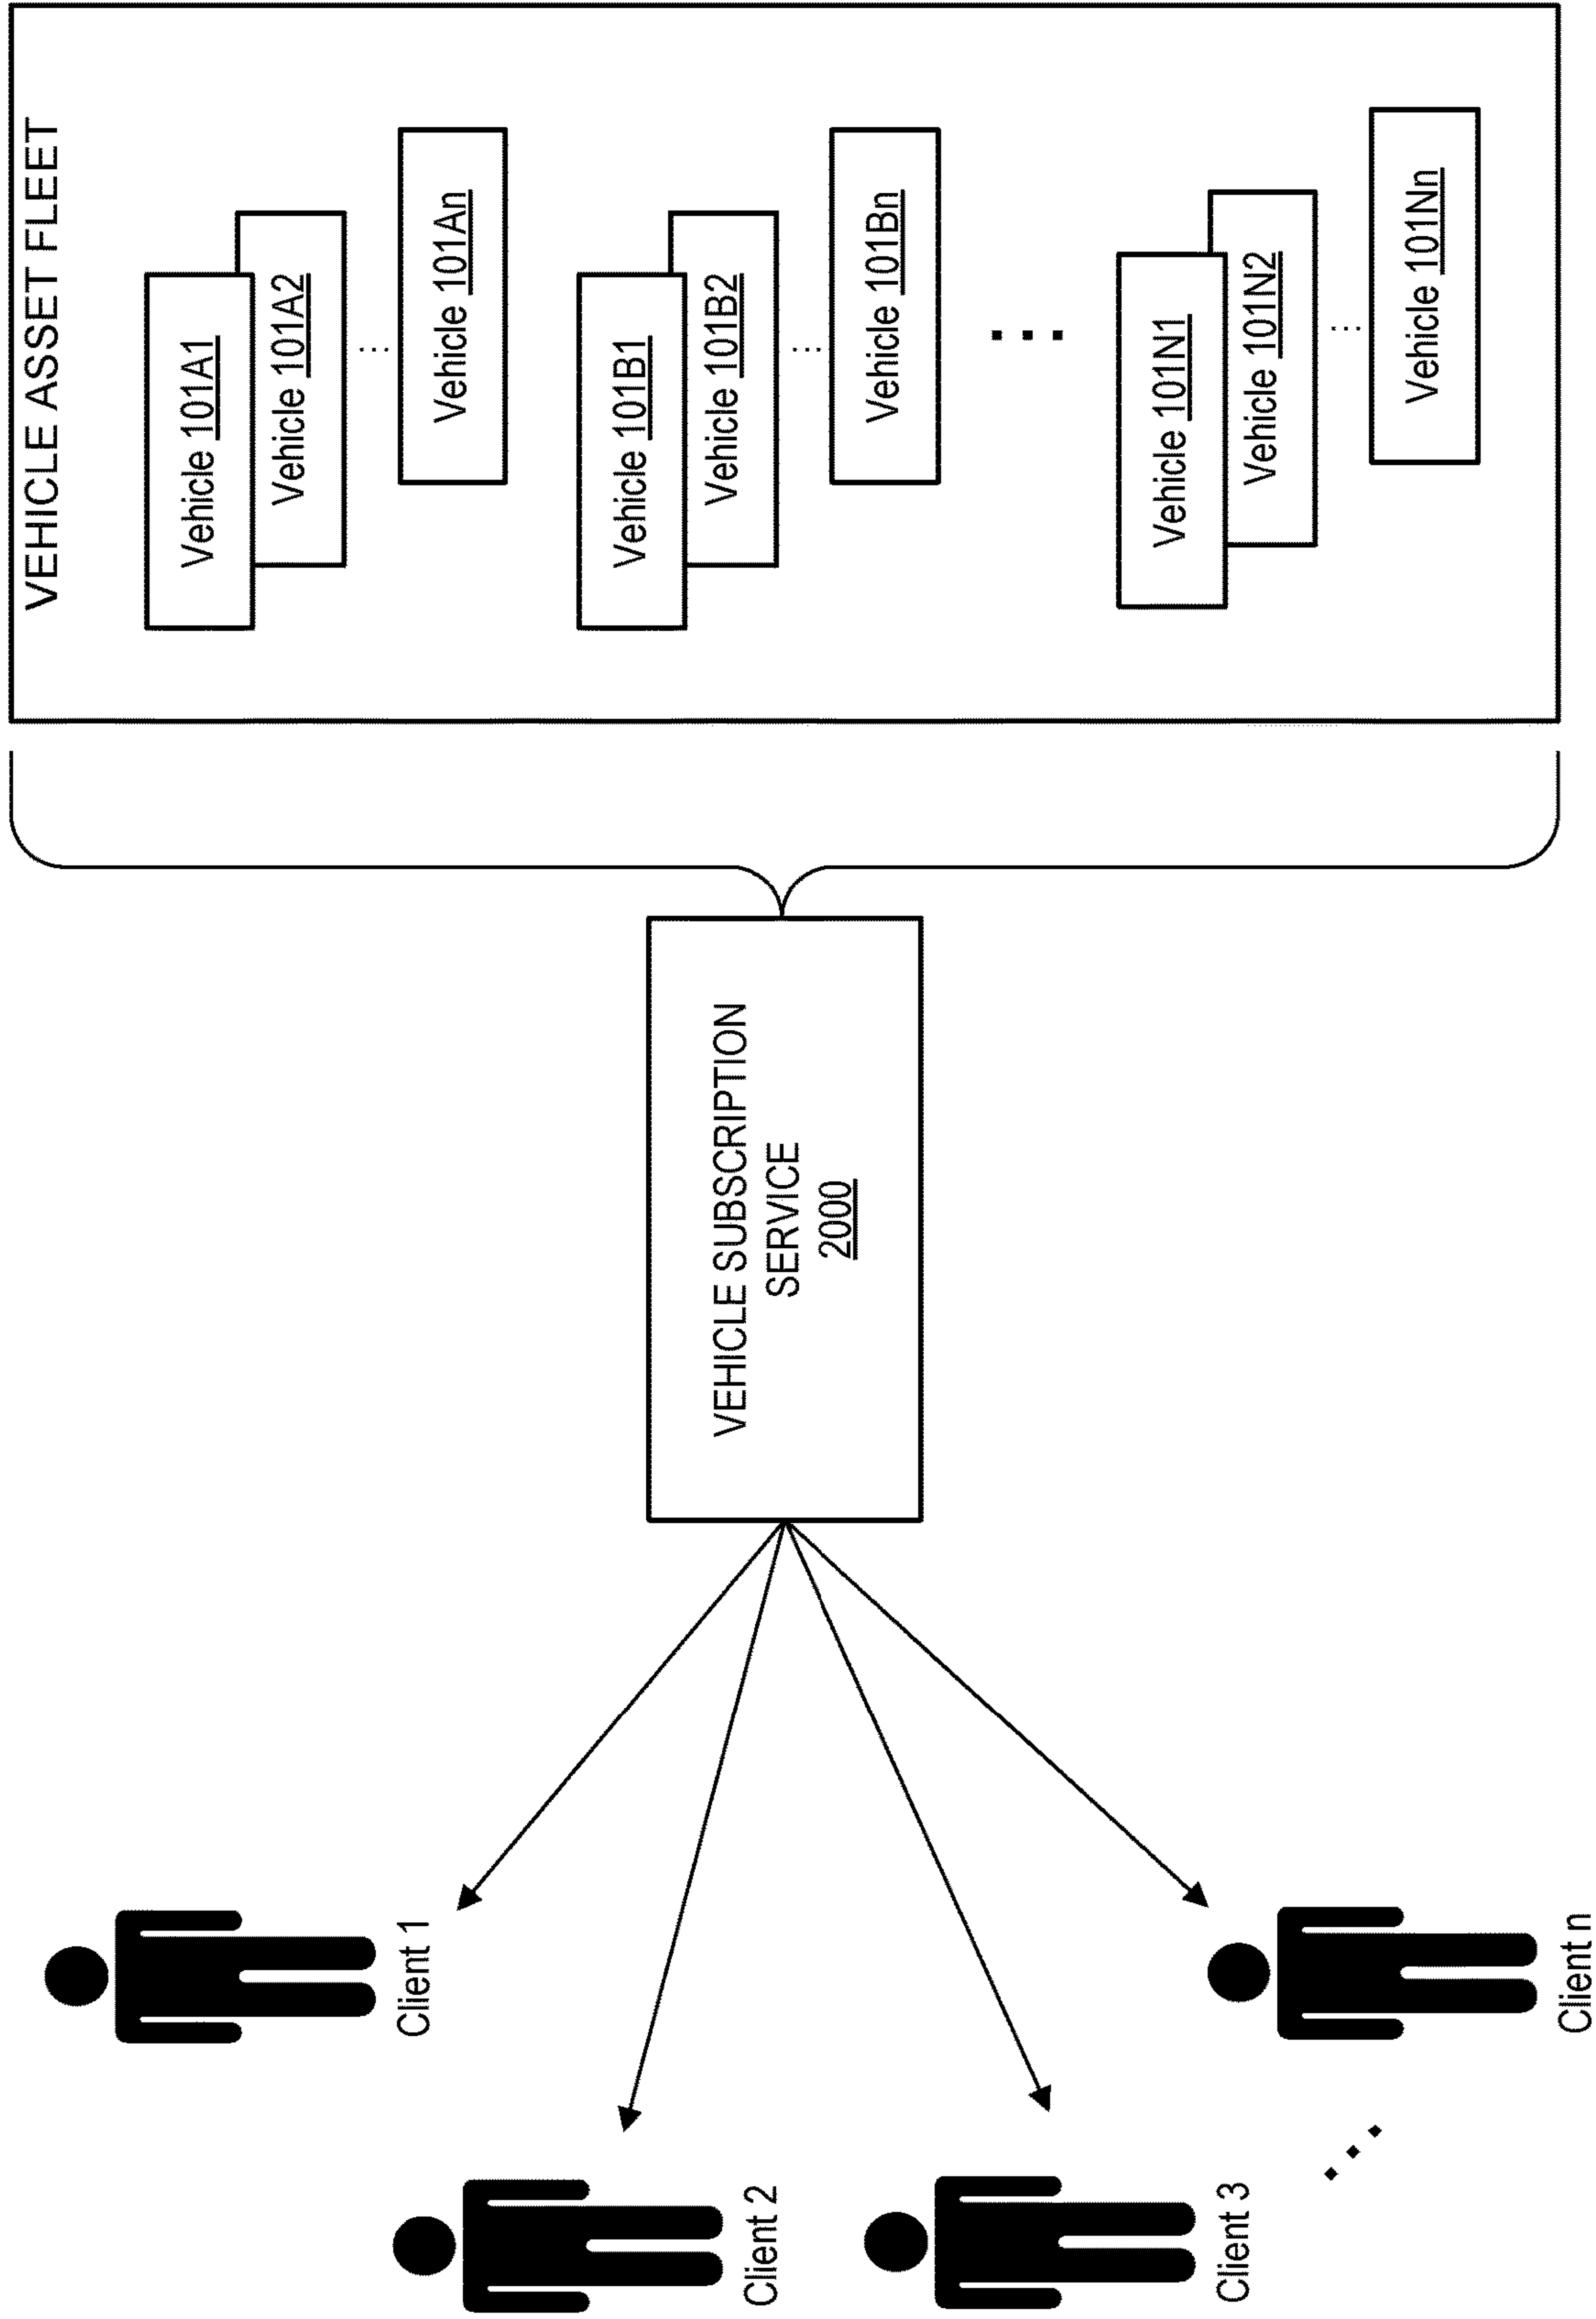 VEHICLE ASSET FLEET
Vehicle 101A1
Vehicle 101A2
...
Vehicle 101An
Vehicle 101B1
Vehicle 101B2
...
Vehicle 101Bn
...
Vehicle 101N1
Vehicle 101N2
...
Vehicle 101Nn
VEHICLE SUBSCRIPTION
SERVICE
2000
Client 1
Client 2
Client 3
...
Client n